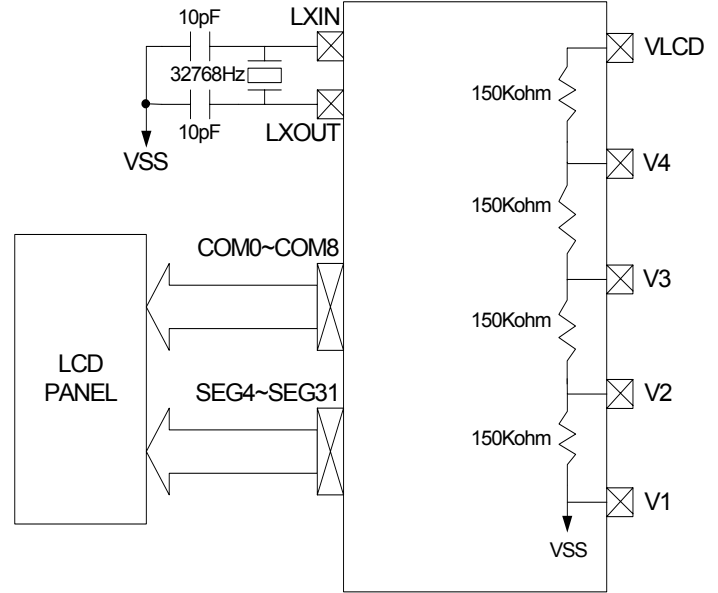 10pF
LXIN
32768Hz
10pF
LXOUT
VSS
COM0~COM8
LCD
PANEL
SEG4~SEG31
VLCD
150Kohm
V4
150Kohm
V3
150Kohm
V2
150Kohm
V1
VSS